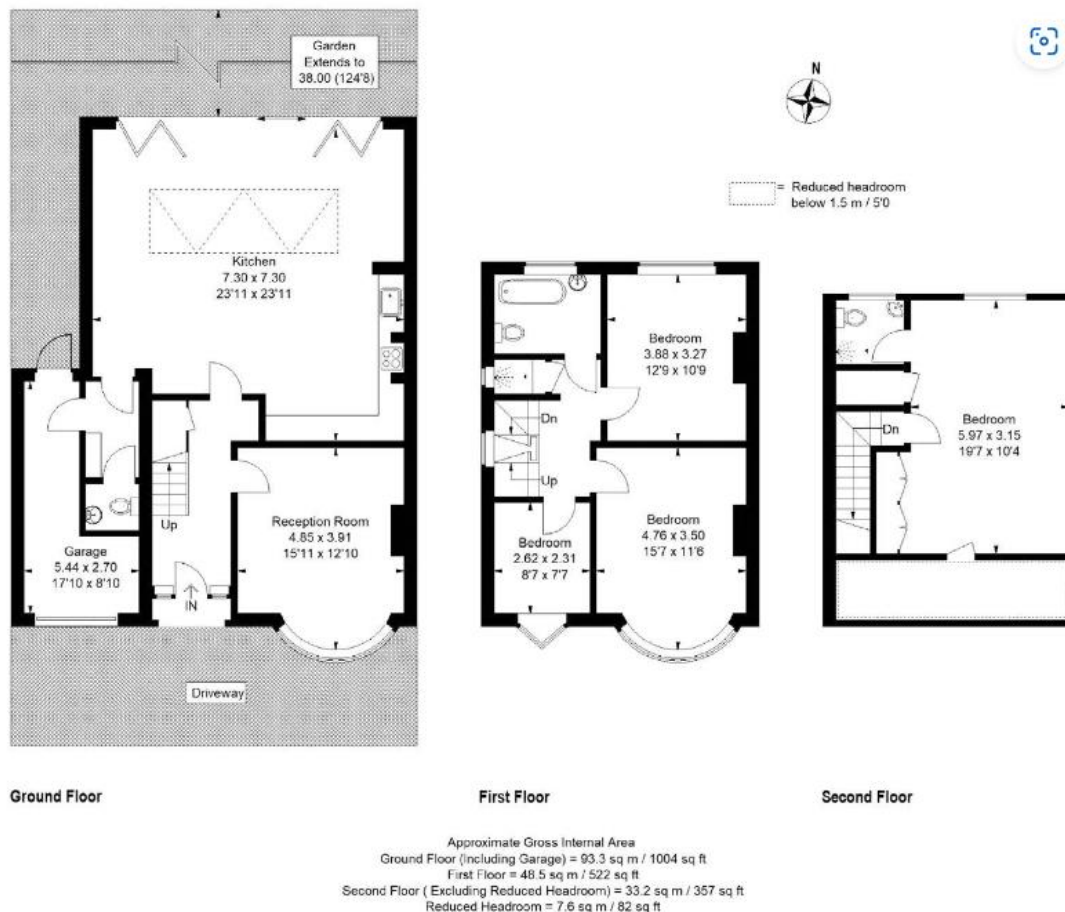 Garden
Extends to
38.00 (124'8)
N
= Reduced headroom
below 1.5 m / 5'0
Kitchen
7.30 x 7.30
23'11 x 23'11
Up
Reception Room
4.85 x 3.91
15'11 x 12'10
Garage
5.44 x 2.70
17'10 x 8'10
IN
Driveway
Bedroom
3.88 x 3.27
12'9 x 10'9
Dn
Up
Bedroom
4.76 x 3.50
15'7 x 11'6
Bedroom
2.62 x 2.31
8'7 x 7'7
Dn
Bedroom
5.97 x 3.15
19'7 x 10'4
Ground Floor
First Floor
Second Floor
Approximate Gross Internal Area
Ground Floor (Including Garage) = 93.3 sq m / 1004 sq ft
First Floor = 48.5 sq m / 522 sq ft
Second Floor ( Excluding Reduced Headroom) = 33.2 sq m / 357 sq ft
Reduced Headroom = 7.6 sq m / 82 sq ft